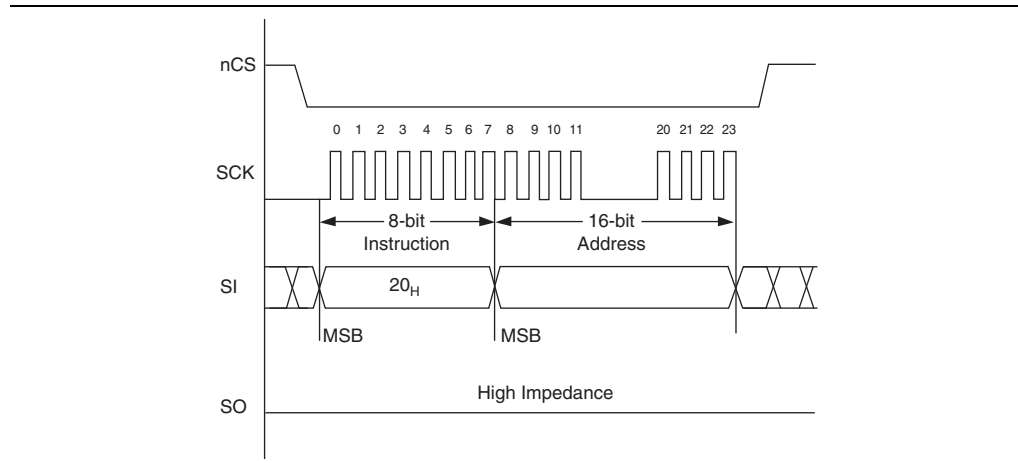 nCS
0 1 2 3 4 5 6 7 8 9 10 11 20 21 22 23
SCK
8-bit 16-bit
Instruction Address
SI 20H
MSB MSB
High Impedance
SO